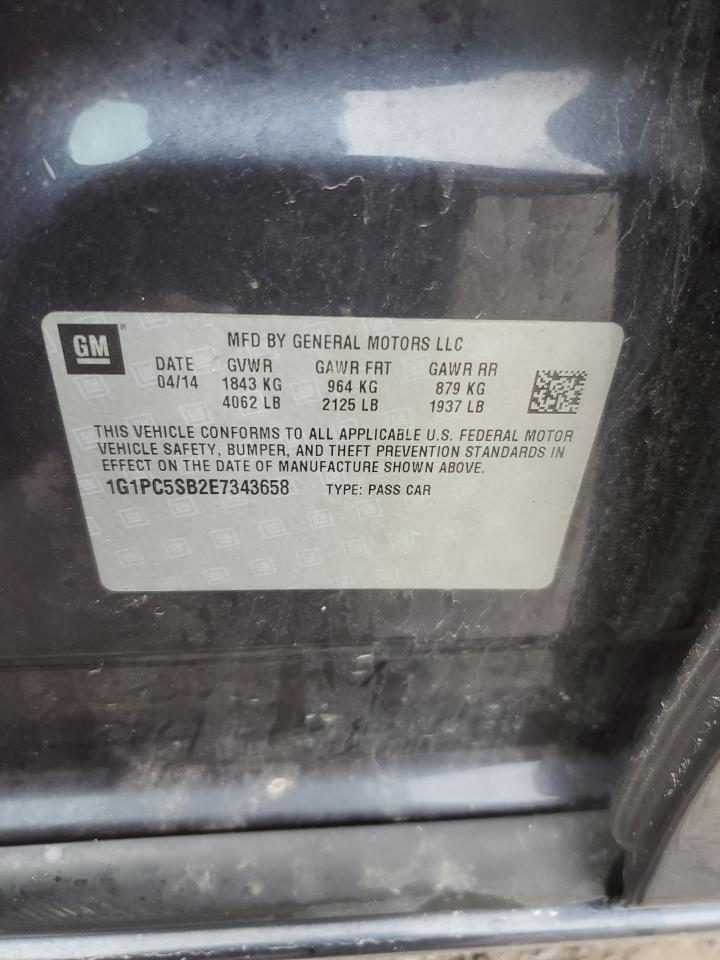 GM
MFD BY GENERAL MOTORS LLC
DATE GVWR GAWR FRT GAWR RR
04/14 1843 KG 964 KG 879 KG
4062 LB 2125 LB 1937 LB
THIS VEHICLE CONFORMS TO ALL APPLICABLE U.S. FEDERAL MOTOR
VEHICLE SAFETY, BUMPER, AND THEFT PREVENTION STANDARDS IN
EFFECT ON THE DATE OF MANUFACTURE SHOWN ABOVE.
1G1PC5SB2E7343658 TYPE: PASS CAR